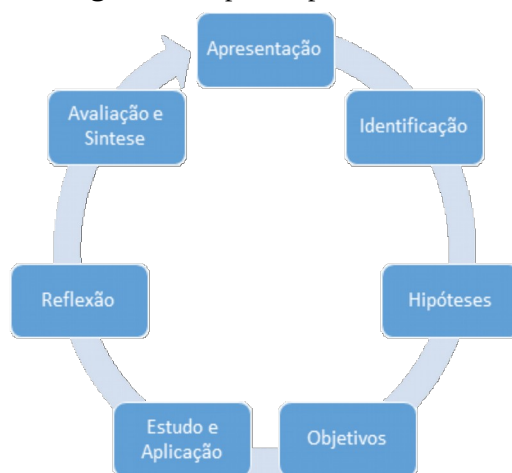 Apresentação
Identificação
Hipóteses
Objetivos
Estudo e
Aplicação
Reflexão
Avaliação e
Sintese